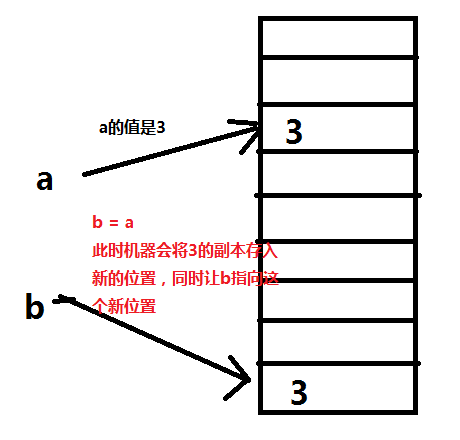 a的值是3
3
a
b = a
此时机器会将3的副本存入
新的位置，同时让b指向这
个新位置
b
3